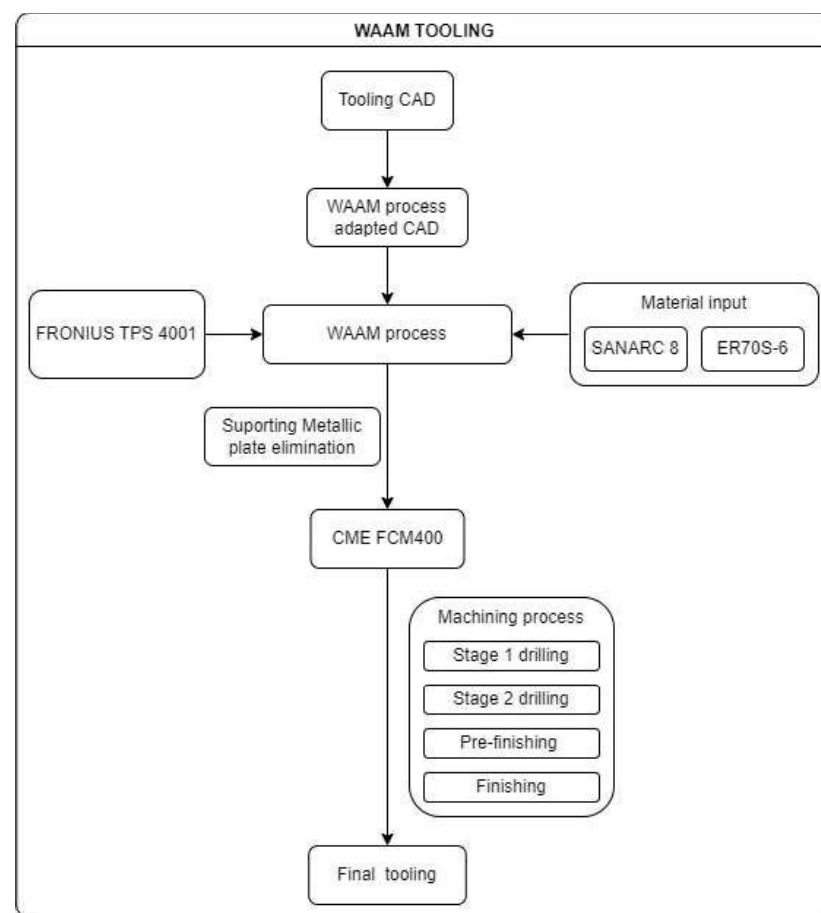 WAAM TOOLING
Tooling CAD
WAAM process
adapted CAD
FRONIUS TPS 4001
WAAM process
Material input
SANARC 8
ER70S-6
Suporting Metallic
plate elimination
CME FCM400
Machining process
Stage 1 drilling
Stage 2 drilling
Pre-finishing
Finishing
Final tooling